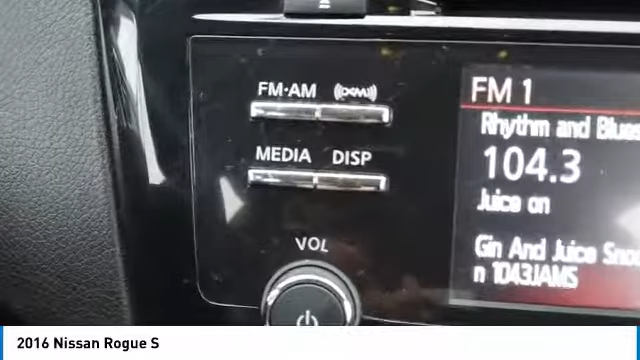 FM·AM ((XM))
MEDIA DISP
VOL
FM 1
Rhythm and Blues
104.3
Juice on
Gin And Juice Snoo
n 1043JAMS
2016 Nissan Rogue S